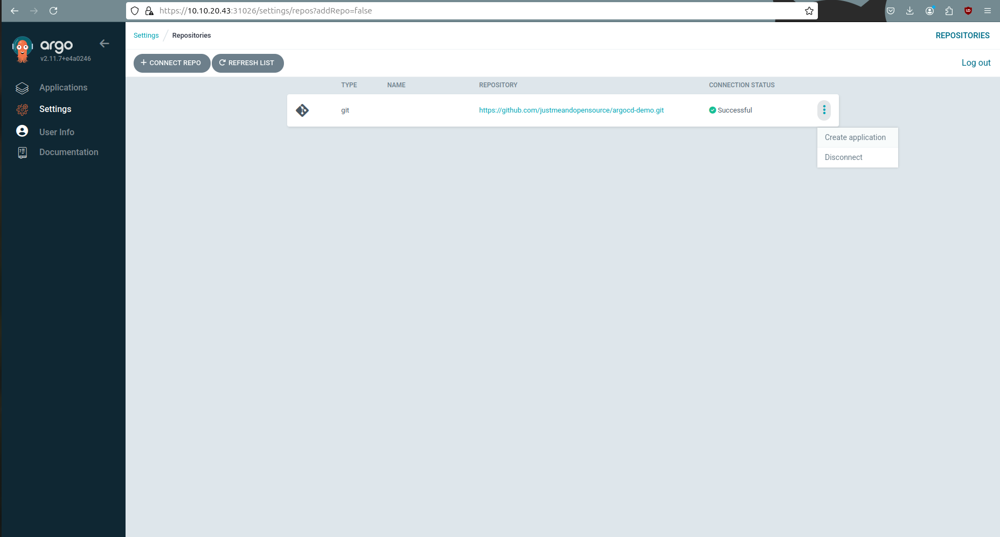 https://10.10.20.43:31026/settings/repos?addRepo=false
argo
v2.11.7+e4a0246
Applications
Settings
User Info
Documentation
Settings / Repositories
REPOSITORIES
+ CONNECT REPO
REFRESH LIST
Log out
TYPE NAME REPOSITORY CONNECTION STATUS
git https://github.com/justmeandopensource/argocd-demo.git Successful
Create application
Disconnect